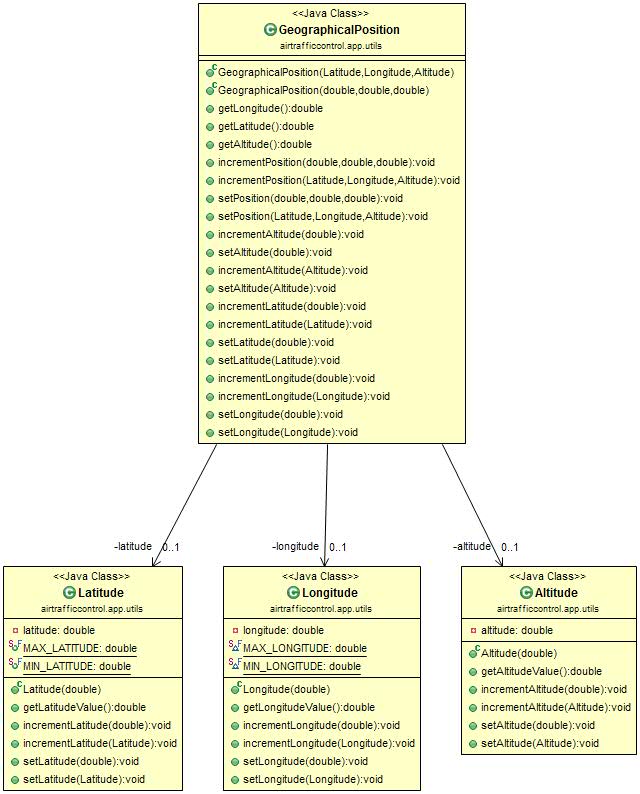 <<Java Class>>
GeographicalPosition
airtrafficcontrol.app.utils
GeographicalPosition(Latitude,Longitude,Altitude)
GeographicalPosition(double,double,double)
getLongitude():double
getLatitude():double
getAltitude():double
incrementPosition(double,double,double):void
incrementPosition(Latitude,Longitude,Altitude):void
setPosition(double,double,double):void
setPosition(Latitude,Longitude,Altitude):void
incrementAltitude(double):void
setAltitude(double):void
incrementAltitude(Altitude):void
setAltitude(Altitude):void
incrementLatitude(double):void
incrementLatitude(Latitude):void
setLatitude(double):void
setLatitude(Latitude):void
incrementLongitude(double):void
incrementLongitude(Longitude):void
setLongitude(double):void
setLongitude(Longitude):void
-latitude 0..1
-longitude 0..1
-altitude 0..1
<<Java Class>>
Latitude
airtrafficcontrol.app.utils
latitude: double
MAX_LATITUDE: double
MIN_LATITUDE: double
Latitude(double)
getLatitudeValue():double
incrementLatitude(double):void
incrementLatitude(Latitude):void
setLatitude(double):void
setLatitude(Latitude):void
<<Java Class>>
Longitude
airtrafficcontrol.app.utils
longitude: double
MAX_LONGITUDE: double
MIN_LONGITUDE: double
Longitude(double)
getLongitudeValue():double
incrementLongitude(double):void
incrementLongitude(Longitude):void
setLongitude(double):void
setLongitude(Longitude):void
<<Java Class>>
Altitude
airtrafficcontrol.app.utils
altitude: double
Altitude(double)
getAltitudeValue():double
incrementAltitude(double):void
incrementAltitude(Altitude):void
setAltitude(double):void
setAltitude(Altitude):void